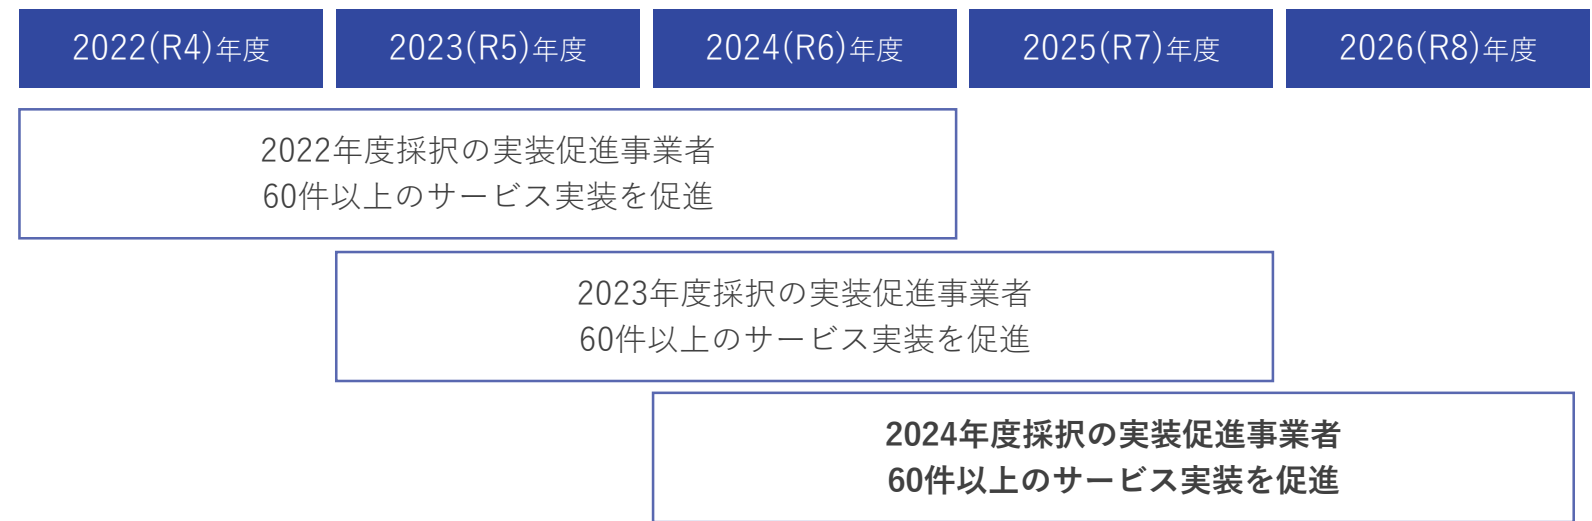 2022(R4)年度
2023(R5)年度
2024(R6)年度
2025(R7)年度
2026(R8)年度
2022年度採択の実装促進事業者
60件以上のサービス実装を促進
2023年度採択の実装促進事業者
60件以上のサービス実装を促進
2024年度採択の実装促進事業者
60件以上のサービス実装を促進